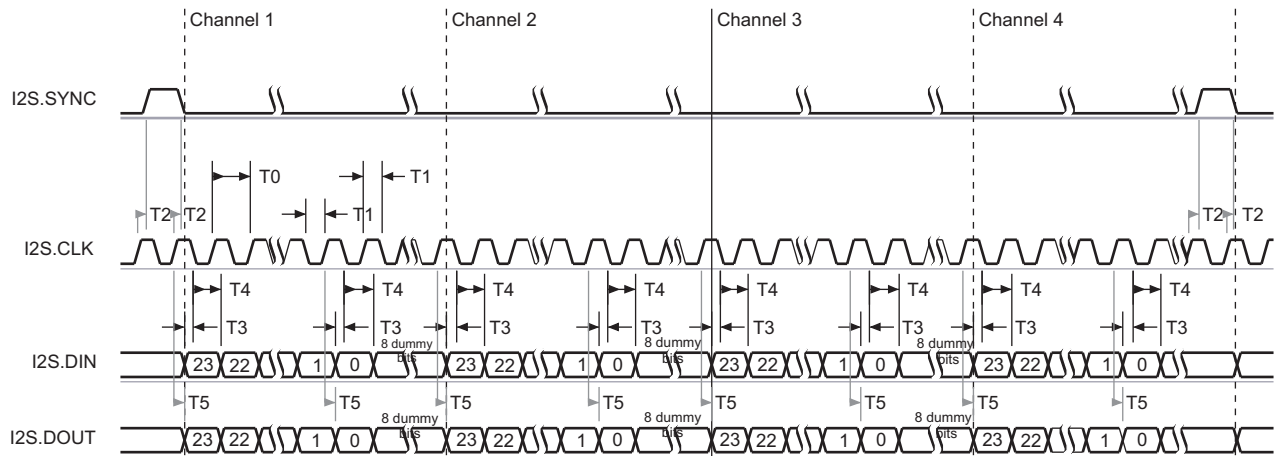 Channel 1 Channel 2 Channel 3 Channel 4
I2S.SYNC
T0 T1
T2 T2 T1 T2 T2
I2S.CLK
T4 T4 T4 T4 T4 T4 T4 T4
T3 T3 T3 T3 T3 T3 T3 T3
8 dummy bits 8 dummy bits 8 dummy bits
I2S.DIN 23 22 1 0 23 22 1 0 23 22 1 0 23 22 1 0
T5 T5 T5 T5 T5 T5 T5 T5
8 dummy bits 8 dummy bits 8 dummy bits
I2S.DOUT 23 22 1 0 23 22 1 0 23 22 1 0 23 22 1 0